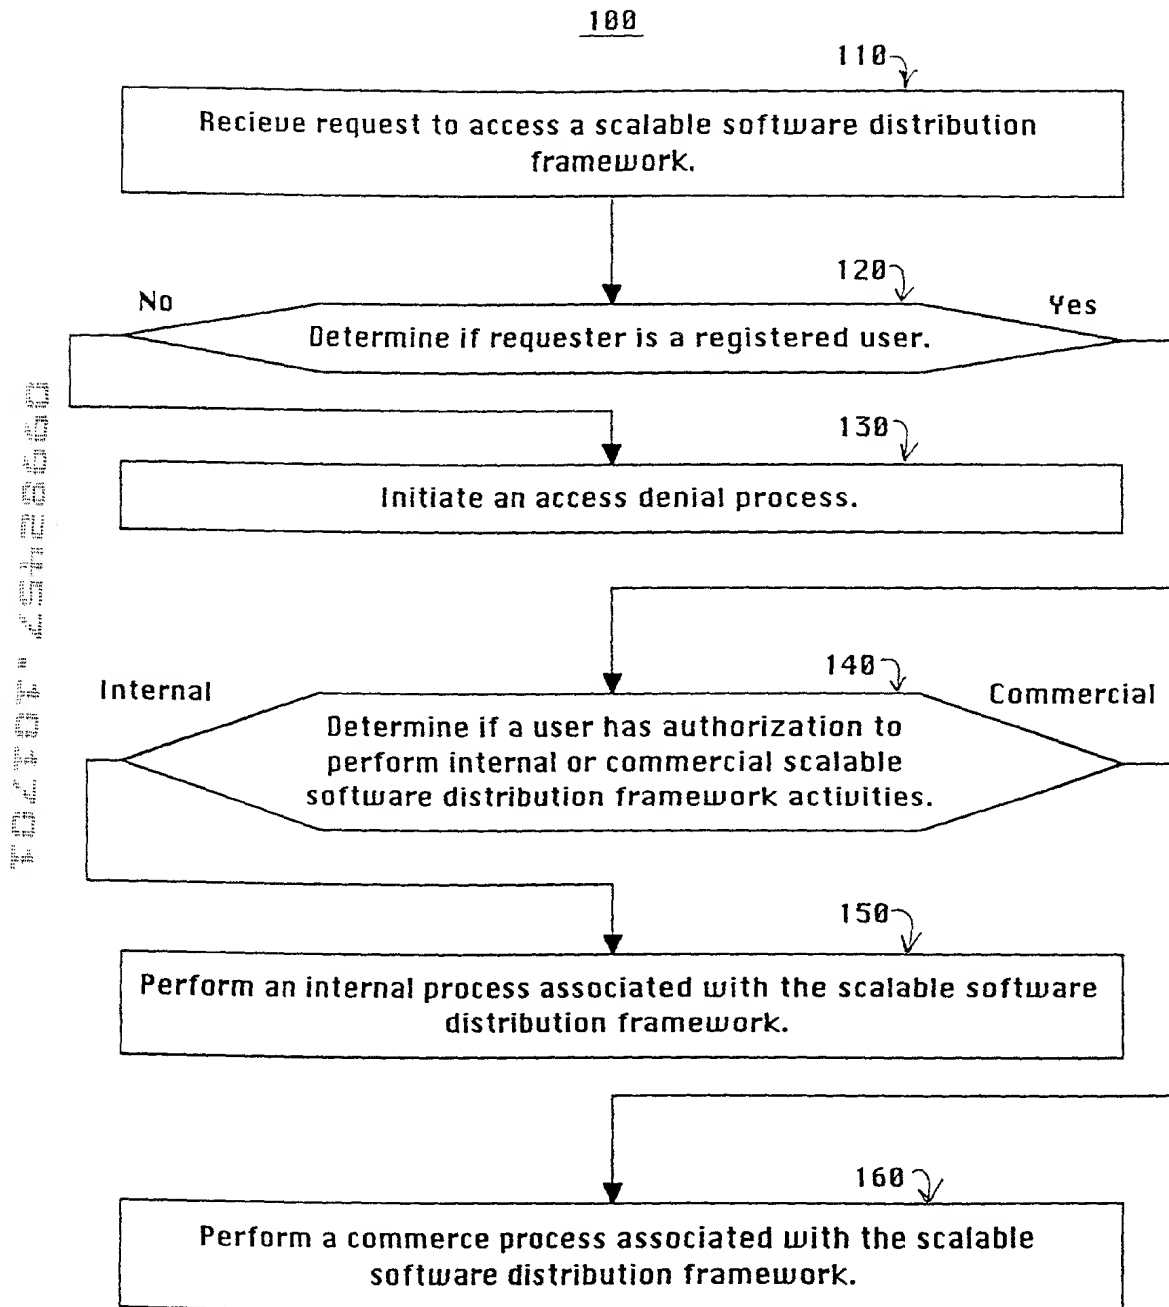 100
110
Recieve request to access a scalable software distribution
framework.
120
No
Yes
Determine if requester is a registered user.
130
Initiate an access denial process.
140
Internal
Commercial
Determine if a user has authorization to
perform internal or commercial scalable
software distribution framework activities.
150
Perform an internal process associated with the scalable software
distribution framework.
160
Perform a commerce process associated with the scalable
software distribution framework.
09982457.101701